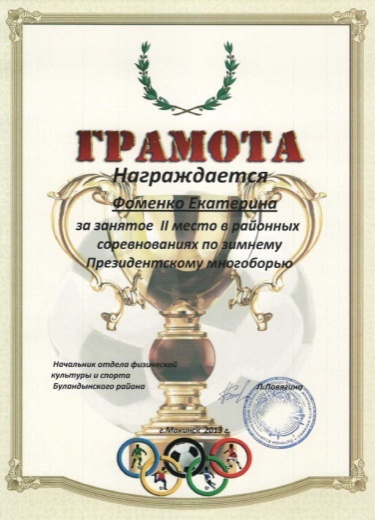 ГРАМОТА
Награждается
Фоменко Екатерина
за занятое II место в районных
соревнованиях по зимнему
Президентскому многоборью
Начальник отдела физической
культуры и спорта
Буландынского района
Л.Ловягина
г.Макинск 2013 г.